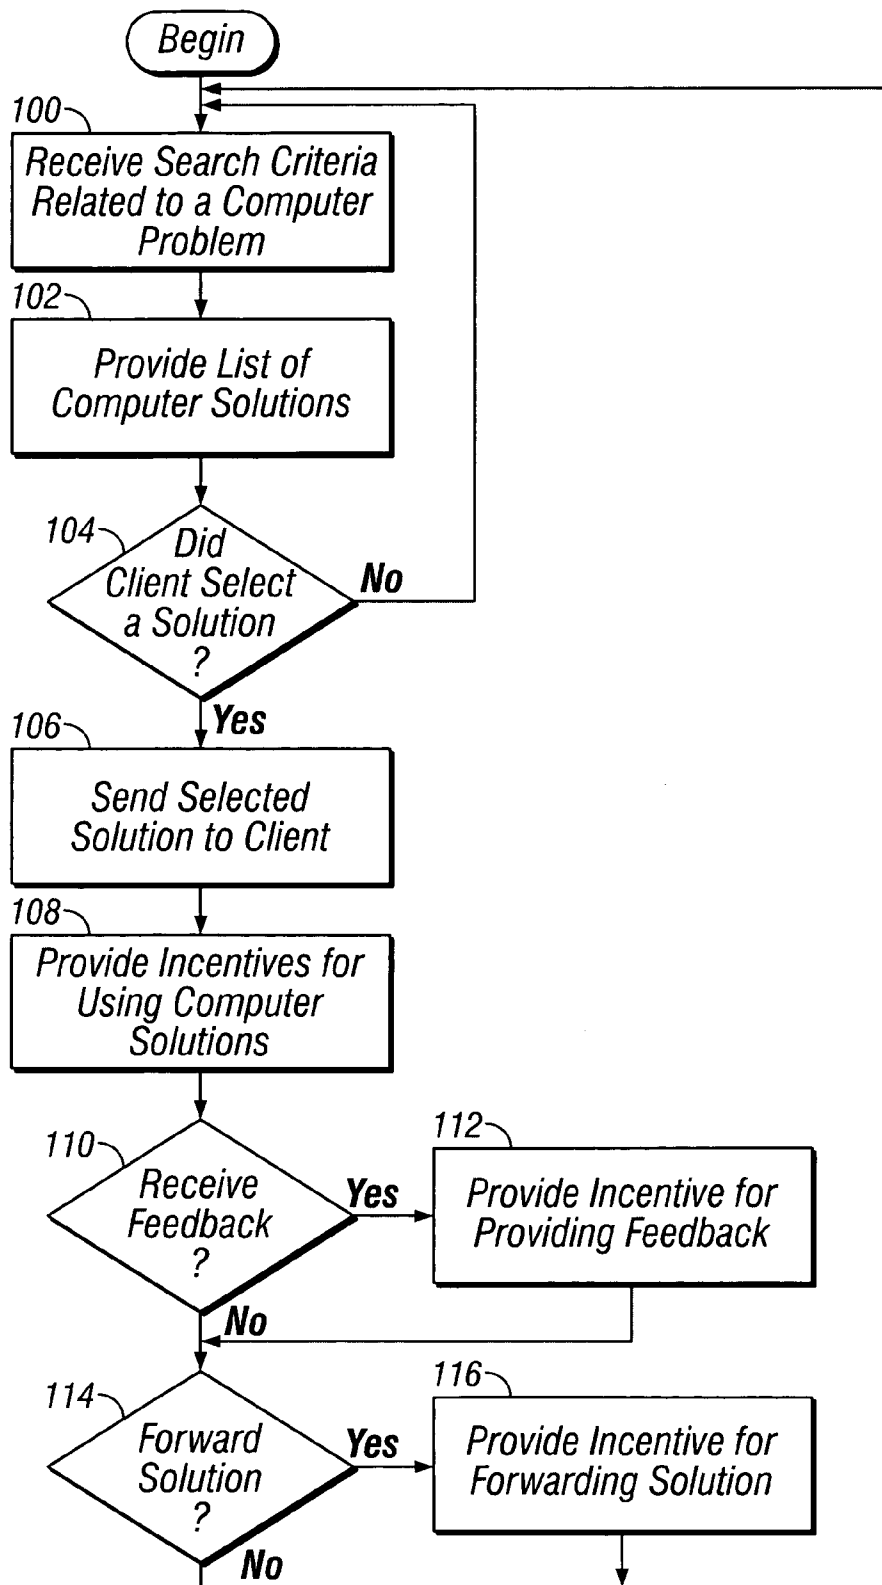 Begin
100
Receive Search Criteria
Related to a Computer
Problem
102
Provide List of
Computer Solutions
104
Did
Client Select
a Solution
?
No
Yes
106
Send Selected
Solution to Client
108
Provide Incentives for
Using Computer
Solutions
110
Receive
Feedback
?
Yes
No
112
Provide Incentive for
Providing Feedback
114
Forward
Solution
?
Yes
No
116
Provide Incentive for
Forwarding Solution